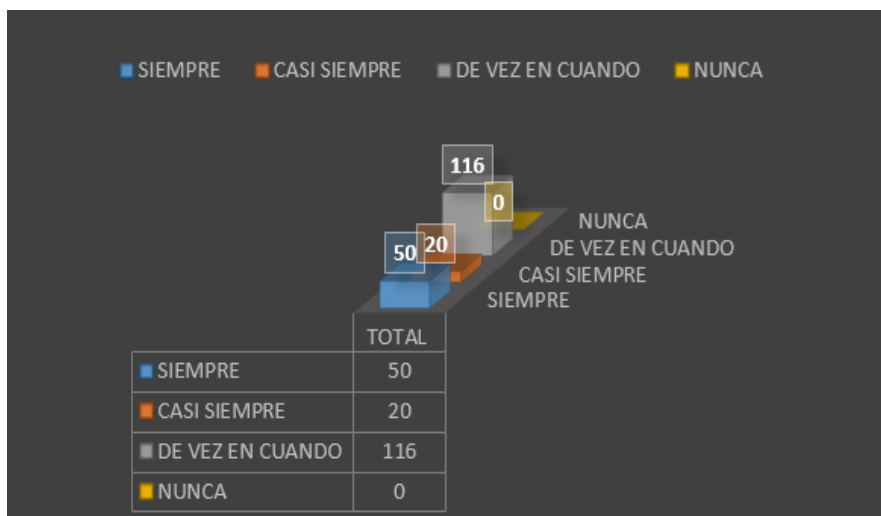 SIEMPRE CASI SIEMPRE DE VEZ EN CUANDO NUNCA
116
0
50 20
NUNCA
DE VEZ EN CUANDO
CASI SIEMPRE
SIEMPRE
TOTAL
SIEMPRE 50
CASI SIEMPRE 20
DE VEZ EN CUANDO 116
NUNCA 0